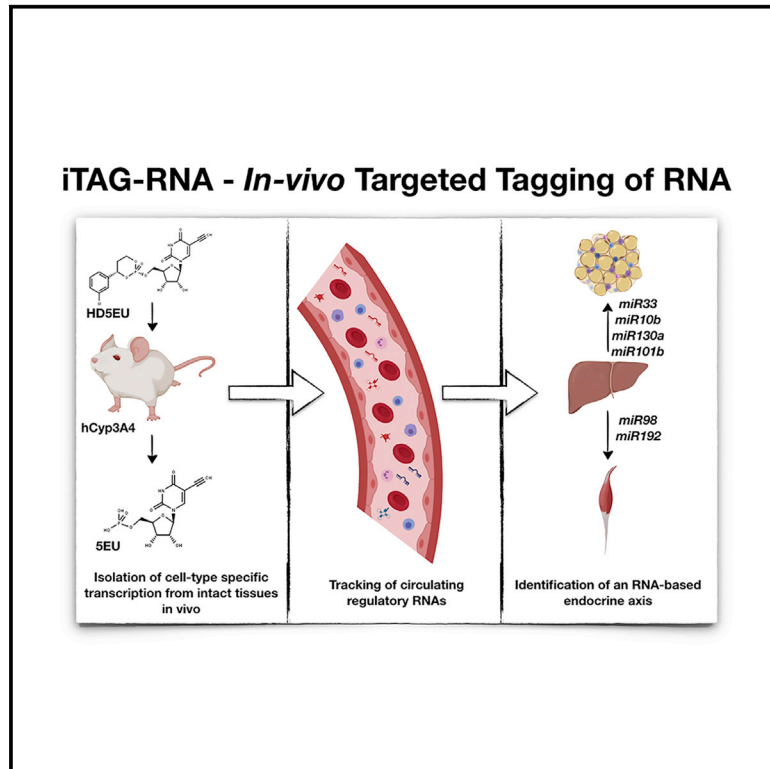 iTAG-RNA - In-vivo Targeted Tagging of RNA
HD5EU
hCyp3A4
5EU
Isolation of cell-type specific
transcription from intact tissues
in vivo
Tracking of circulating
regulatory RNAs
miR33
miR10b
miR130a
miR101b
miR98
miR192
Identification of an RNA-based
endocrine axis